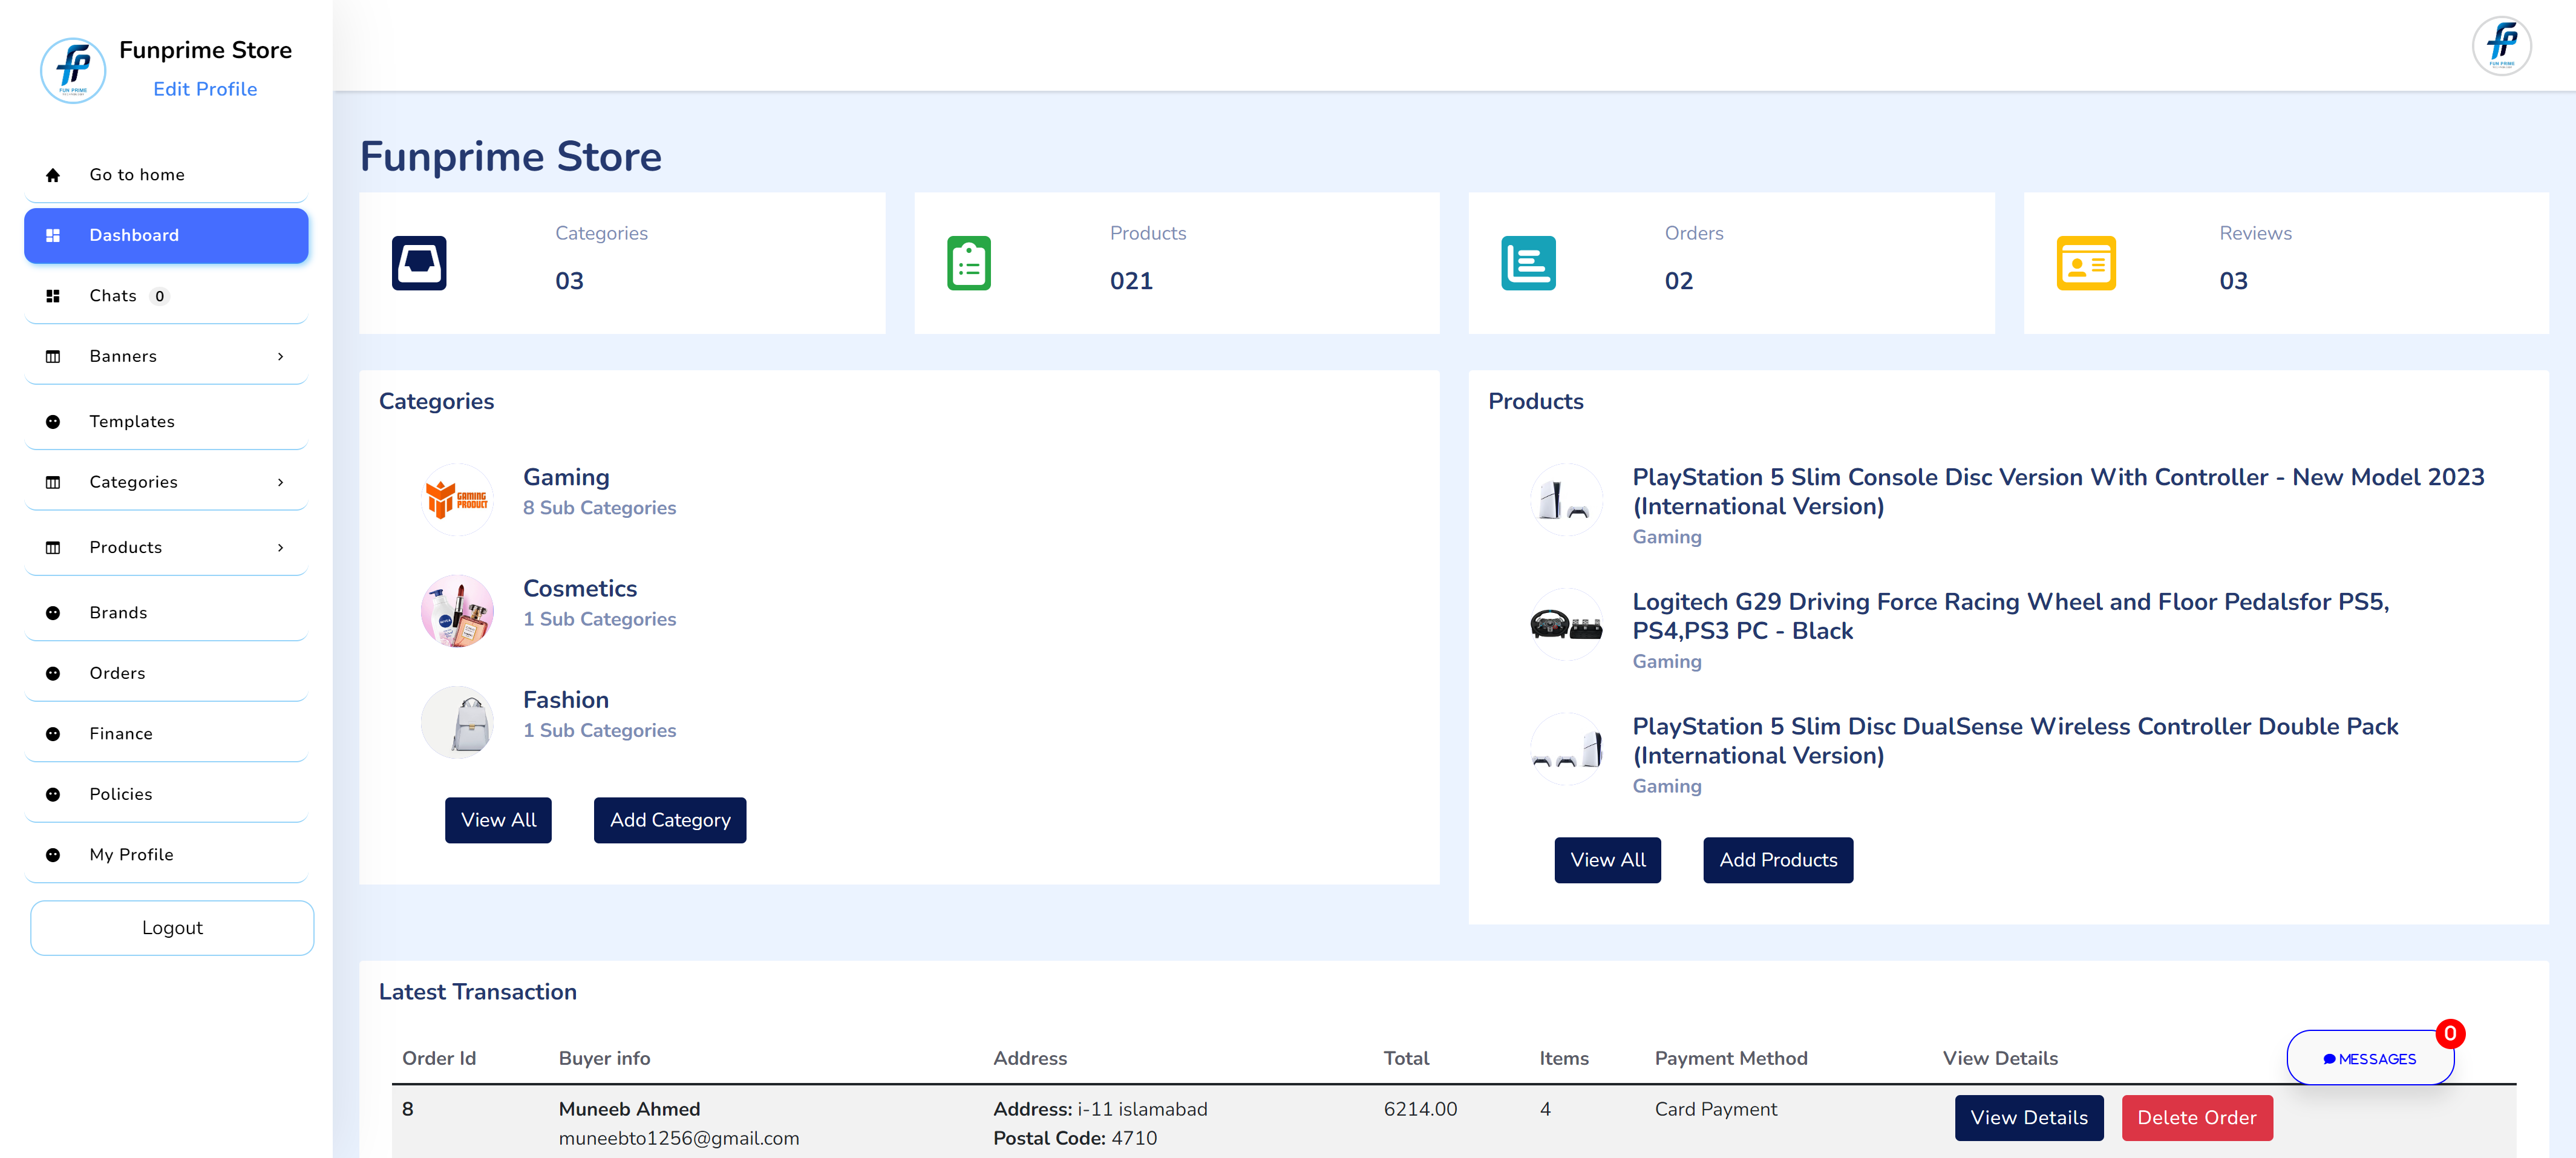 Funprime Store
Edit Profile
FUN PRIME
Go to home
Dashboard
Chats 0
Banners
Templates
Categories
Products
Brands
Orders
Finance
Policies
My Profile
Logout
FUN PRIME
Funprime Store
Categories
03
Products
021
Orders
02
Reviews
03
Categories
GAMING
PRODUCT
Gaming
8 Sub Categories
Cosmetics
1 Sub Categories
Fashion
1 Sub Categories
View All
Add Category
Products
PlayStation 5 Slim Console Disc Version With Controller - New Model 2023
(International Version)
Gaming
Logitech G29 Driving Force Racing Wheel and Floor Pedalsfor PS5,
PS4,PS3 PC - Black
Gaming
PlayStation 5 Slim Disc DualSense Wireless Controller Double Pack
(International Version)
Gaming
View All
Add Products
Latest Transaction
Order Id Buyer info Address Total Items Payment Method View Details
0
MESSAGES
8 Muneeb Ahmed Address: i-11 islamabad 6214.00 4 Card Payment View Details Delete Order
muneebto1256@gmail.com Postal Code: 4710